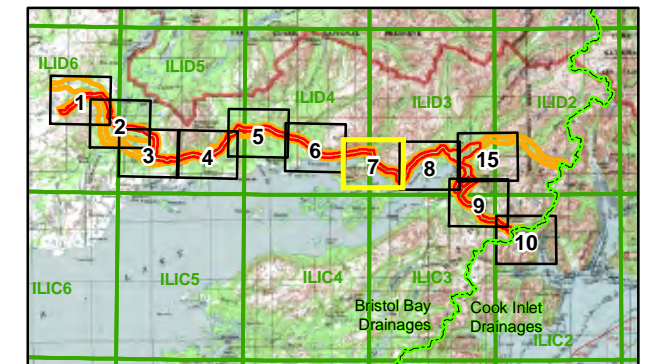 ILID6
ILID5
ILID4
ILID3
ILID2
1
2
3
4
5
6
7
8
15
9
10
ILIC6
ILIC5
ILIC4
ILIC3
ILIC2
LAKE
Bristol Bay
Drainages
Cook Inlet
Drainages